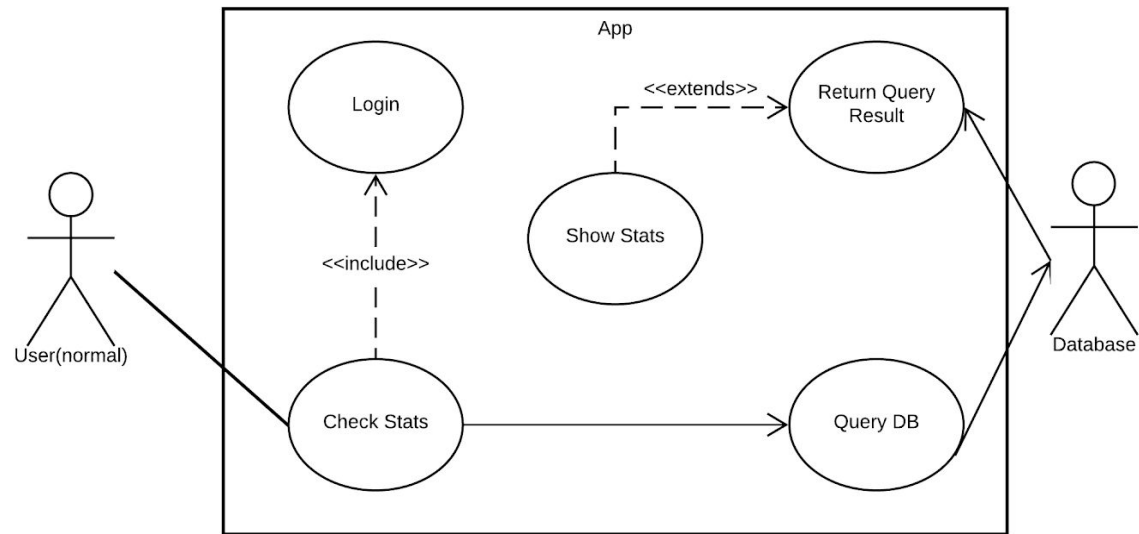 App
Login
<<extends>>
Return Query
Result
Show Stats
<<include>>
User(normal)
Database
Check Stats
Query DB